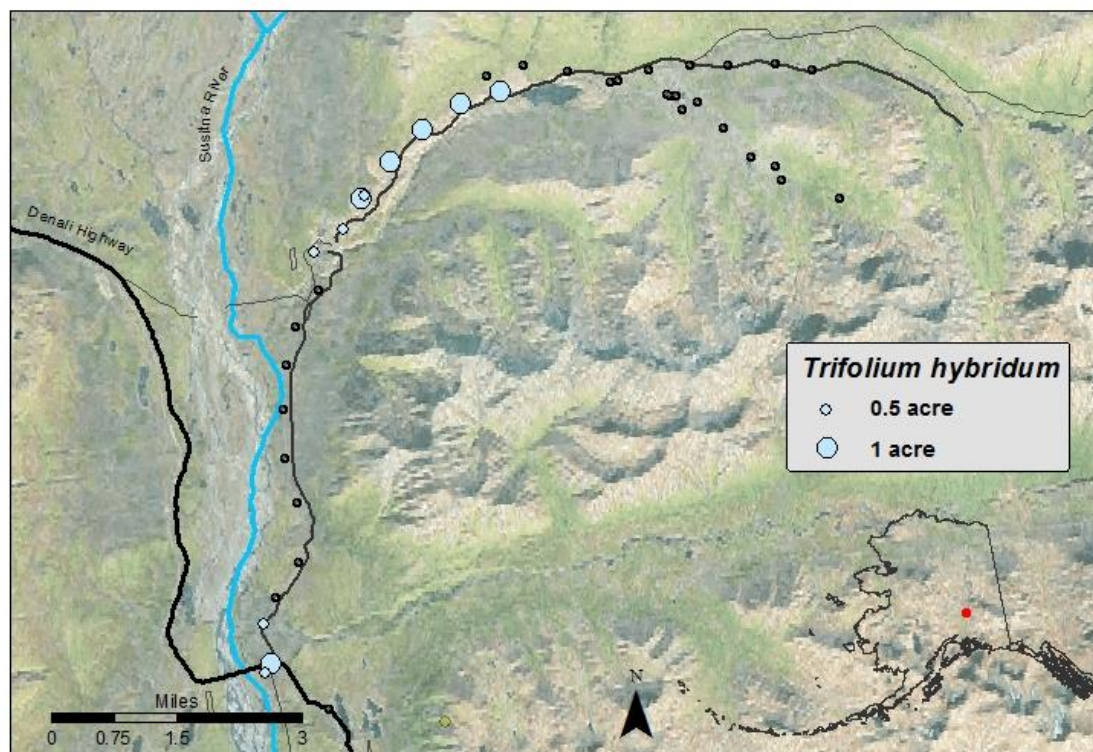 Susitna River
Denali Highway
Trifolium hybridum
0.5 acre
1 acre
Miles
0 0.75 1.5 3
N